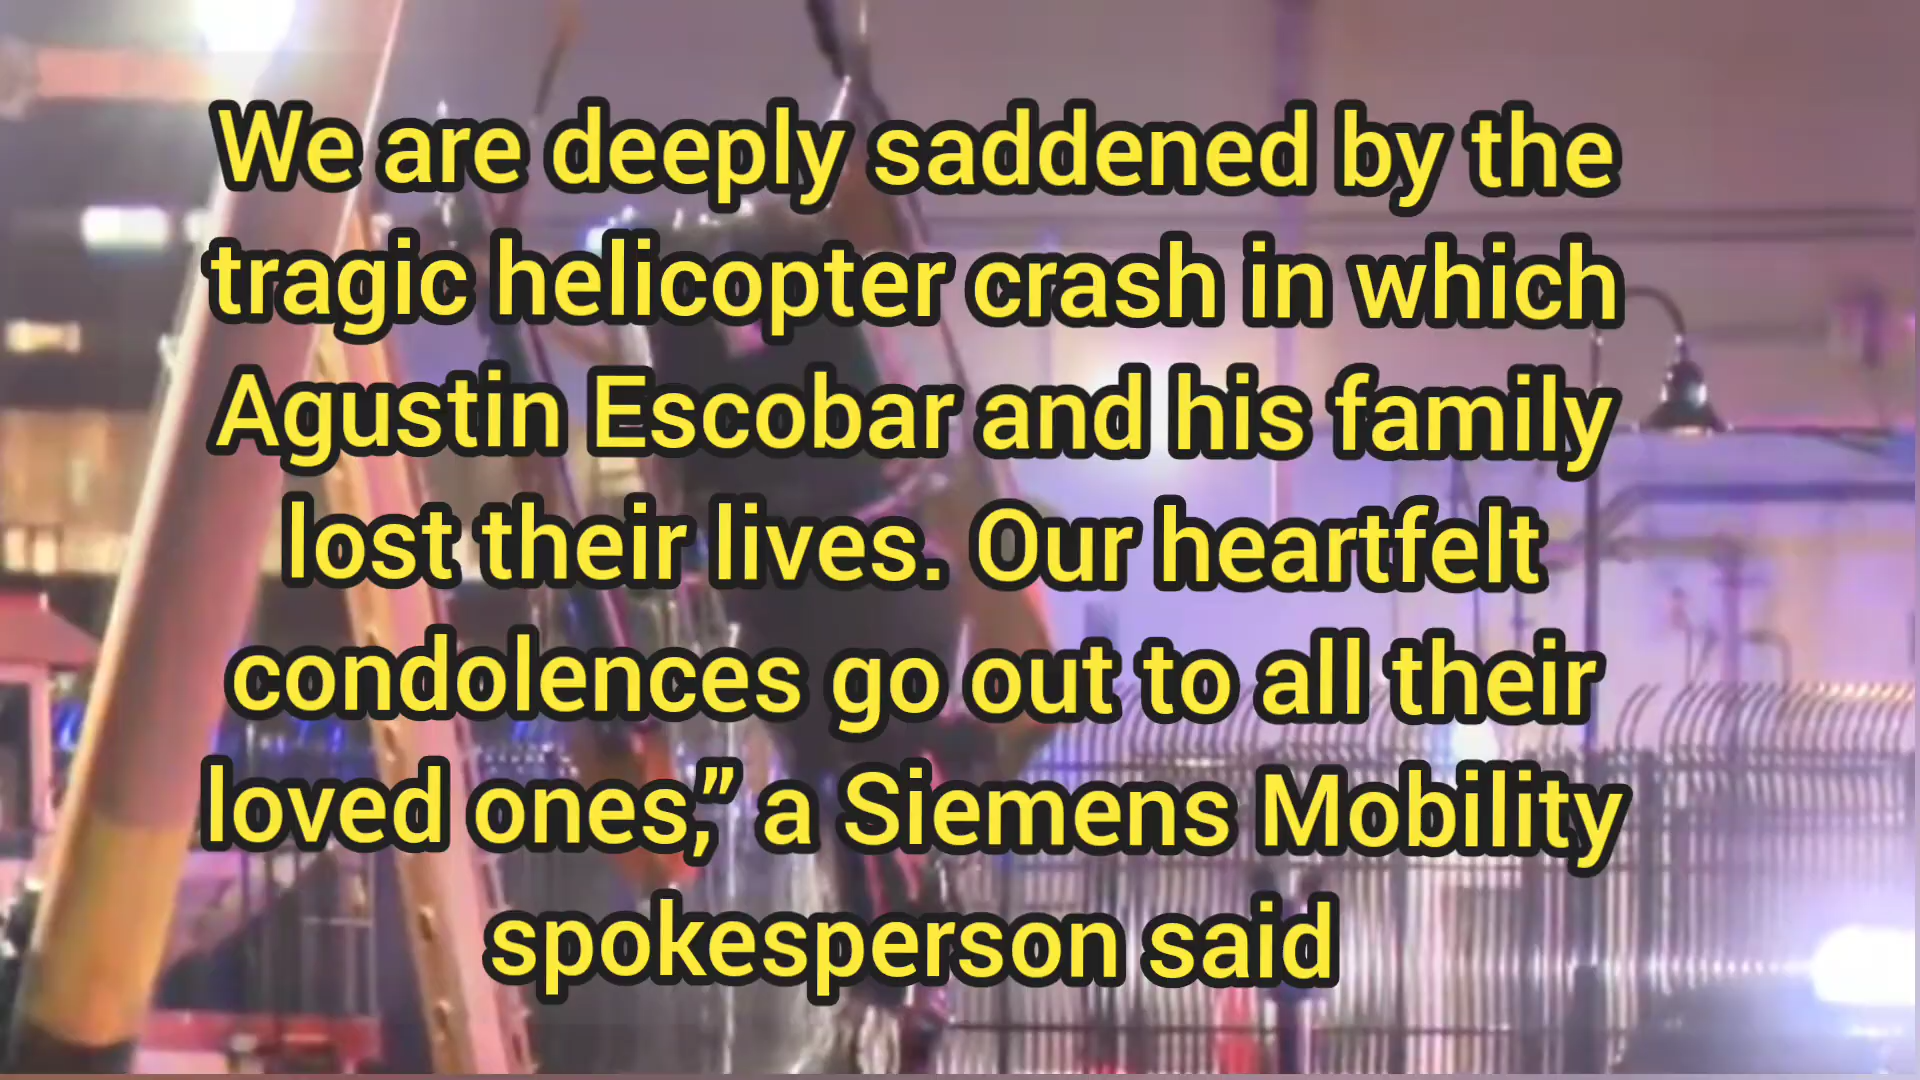 We are deeply saddened by the
tragic helicopter crash in which
Agustin Escobar and his family
lost their lives. Our heartfelt
condolences go out to all their
loved ones,” a Siemens Mobility
spokesperson said